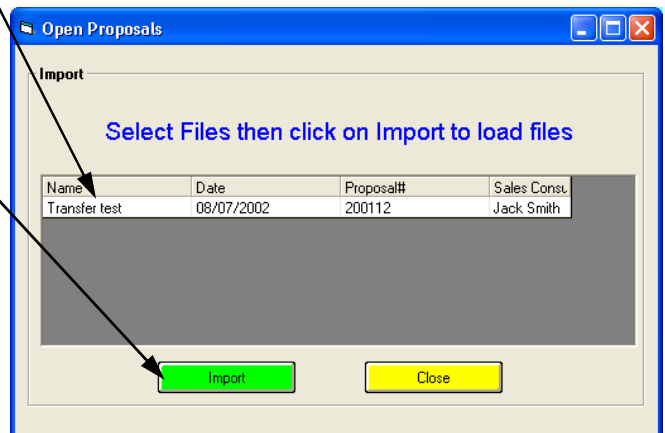 Open Proposals
Import
Select Files then click on Import to load files
Name Date Proposal# Sales Consu
Transfer test 08/07/2002 200112 Jack Smith
Import Close